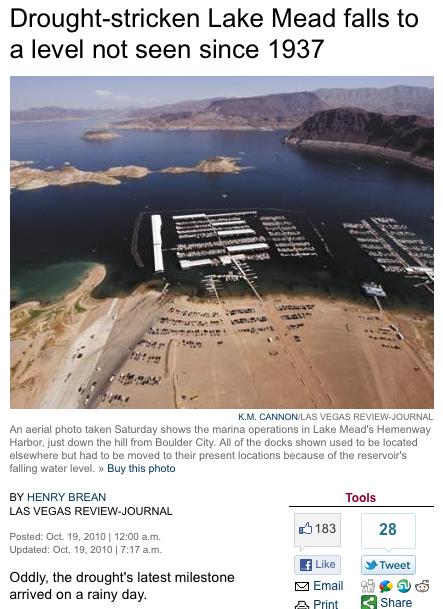 Drought-stricken Lake Mead falls to
a level not seen since 1937
K.M. CANNON/LAS VEGAS REVIEW-JOURNAL
An aerial photo taken Saturday shows the marina operations in Lake Mead's Hemenway
Harbor, just down the hill from Boulder City. All of the docks shown used to be located
elsewhere but had to be moved to their present locations because of the reservoir's
falling water level. » Buy this photo
BY HENRY BREAN
LAS VEGAS REVIEW-JOURNAL
Posted: Oct. 19, 2010 | 12:00 a.m.
Updated: Oct. 19, 2010 | 7:17 a.m.
Oddly, the drought's latest milestone
arrived on a rainy day.
Tools
183
28
Like
Tweet
Email
Print
Share